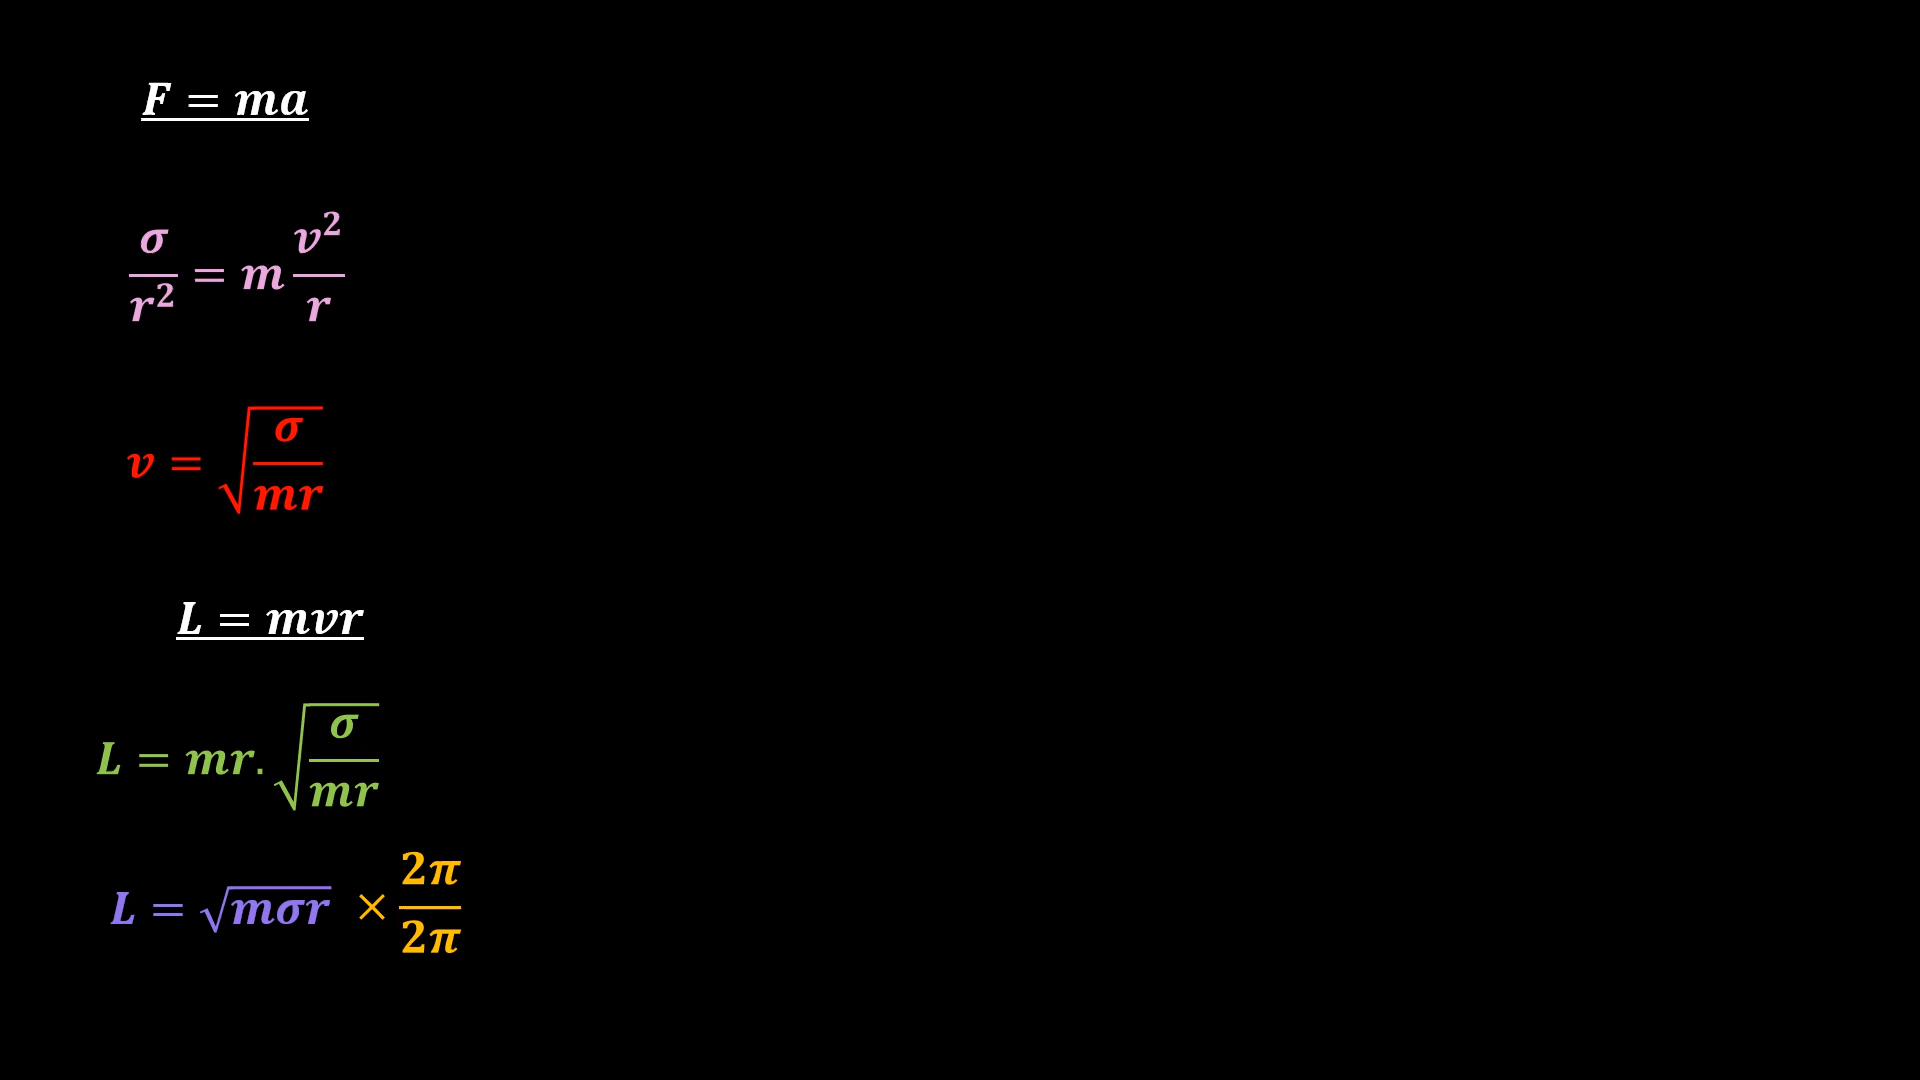 F = ma
σ/r² = m v²/r
v = √(σ/mr)
L = mvr
L = mr. √(σ/mr)
L = √(mσr) × 2π/2π